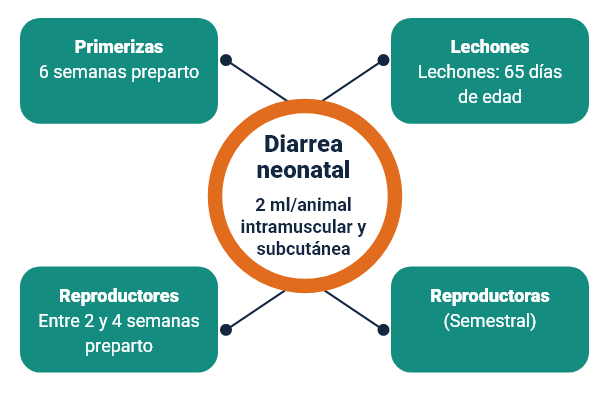 Primerizas
6 semanas preparto
Lechones
Lechones: 65 días
de edad
Diarrea
neonatal
2 ml/animal
intramuscular y
subcutánea
Reproductores
Entre 2 y 4 semanas
preparto
Reproductoras
(Semestral)